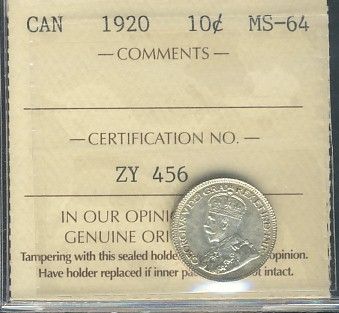 CAN 1920 10¢ MS-64
— COMMENTS —
— CERTIFICATION NO. —
ZY 456
IN OUR OPINI
GENUINE ORI
Tampering with this sealed holde opinion.
Have holder replaced if inner pa t intact.